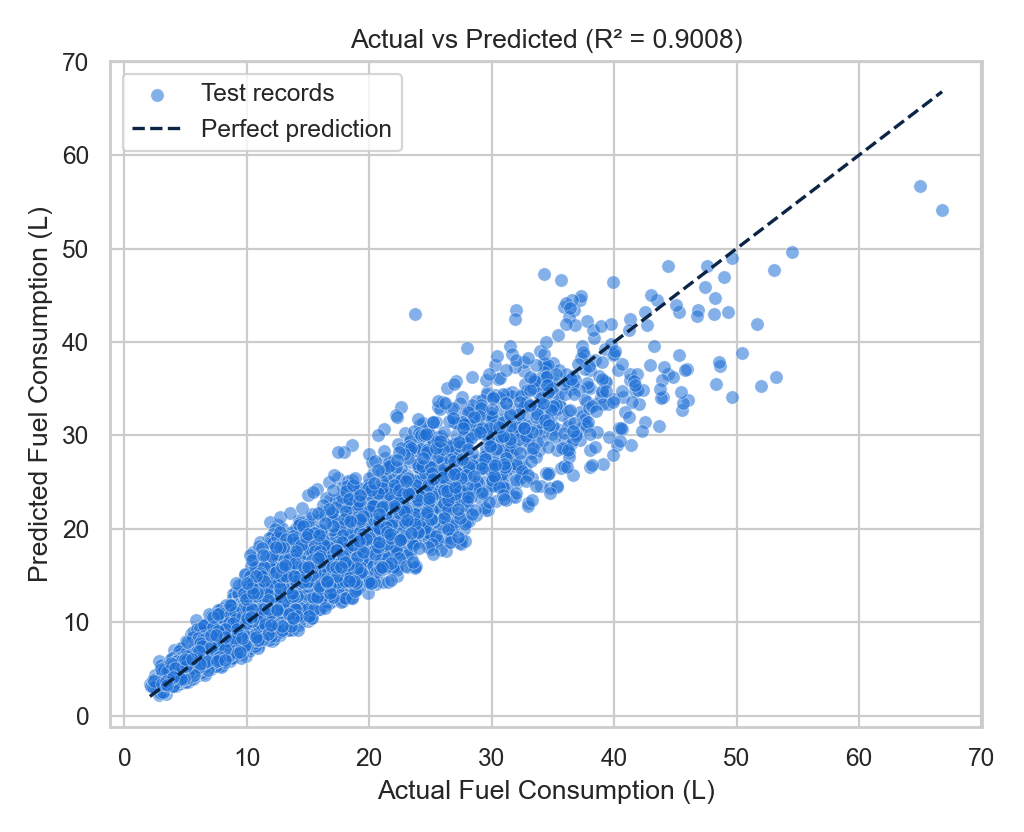 Actual vs Predicted (R² = 0.9008)
Test records
Perfect prediction
Predicted Fuel Consumption (L)
70
60
50
40
30
20
10
0
0 10 20 30 40 50 60 70
Actual Fuel Consumption (L)